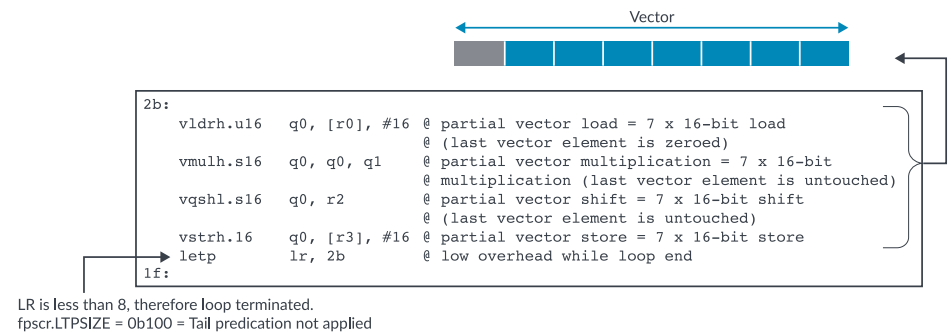 Vector
2b:
vldrh.u16 q0, [r0], #16 @ partial vector load = 7 x 16-bit load
@ (last vector element is zeroed)
vmulh.s16 q0, q0, q1 @ partial vector multiplication = 7 x 16-bit
@ multiplication (last vector element is untouched)
vqshl.s16 q0, r2 @ partial vector shift = 7 x 16-bit shift
@ (last vector element is untouched)
vstrh.16 q0, [r3], #16 @ partial vector store = 7 x 16-bit store
letp lr, 2b @ low overhead while loop end
1f:
LR is less than 8, therefore loop terminated.
fpscr.LTPSIZE = 0b100 = Tail predication not applied